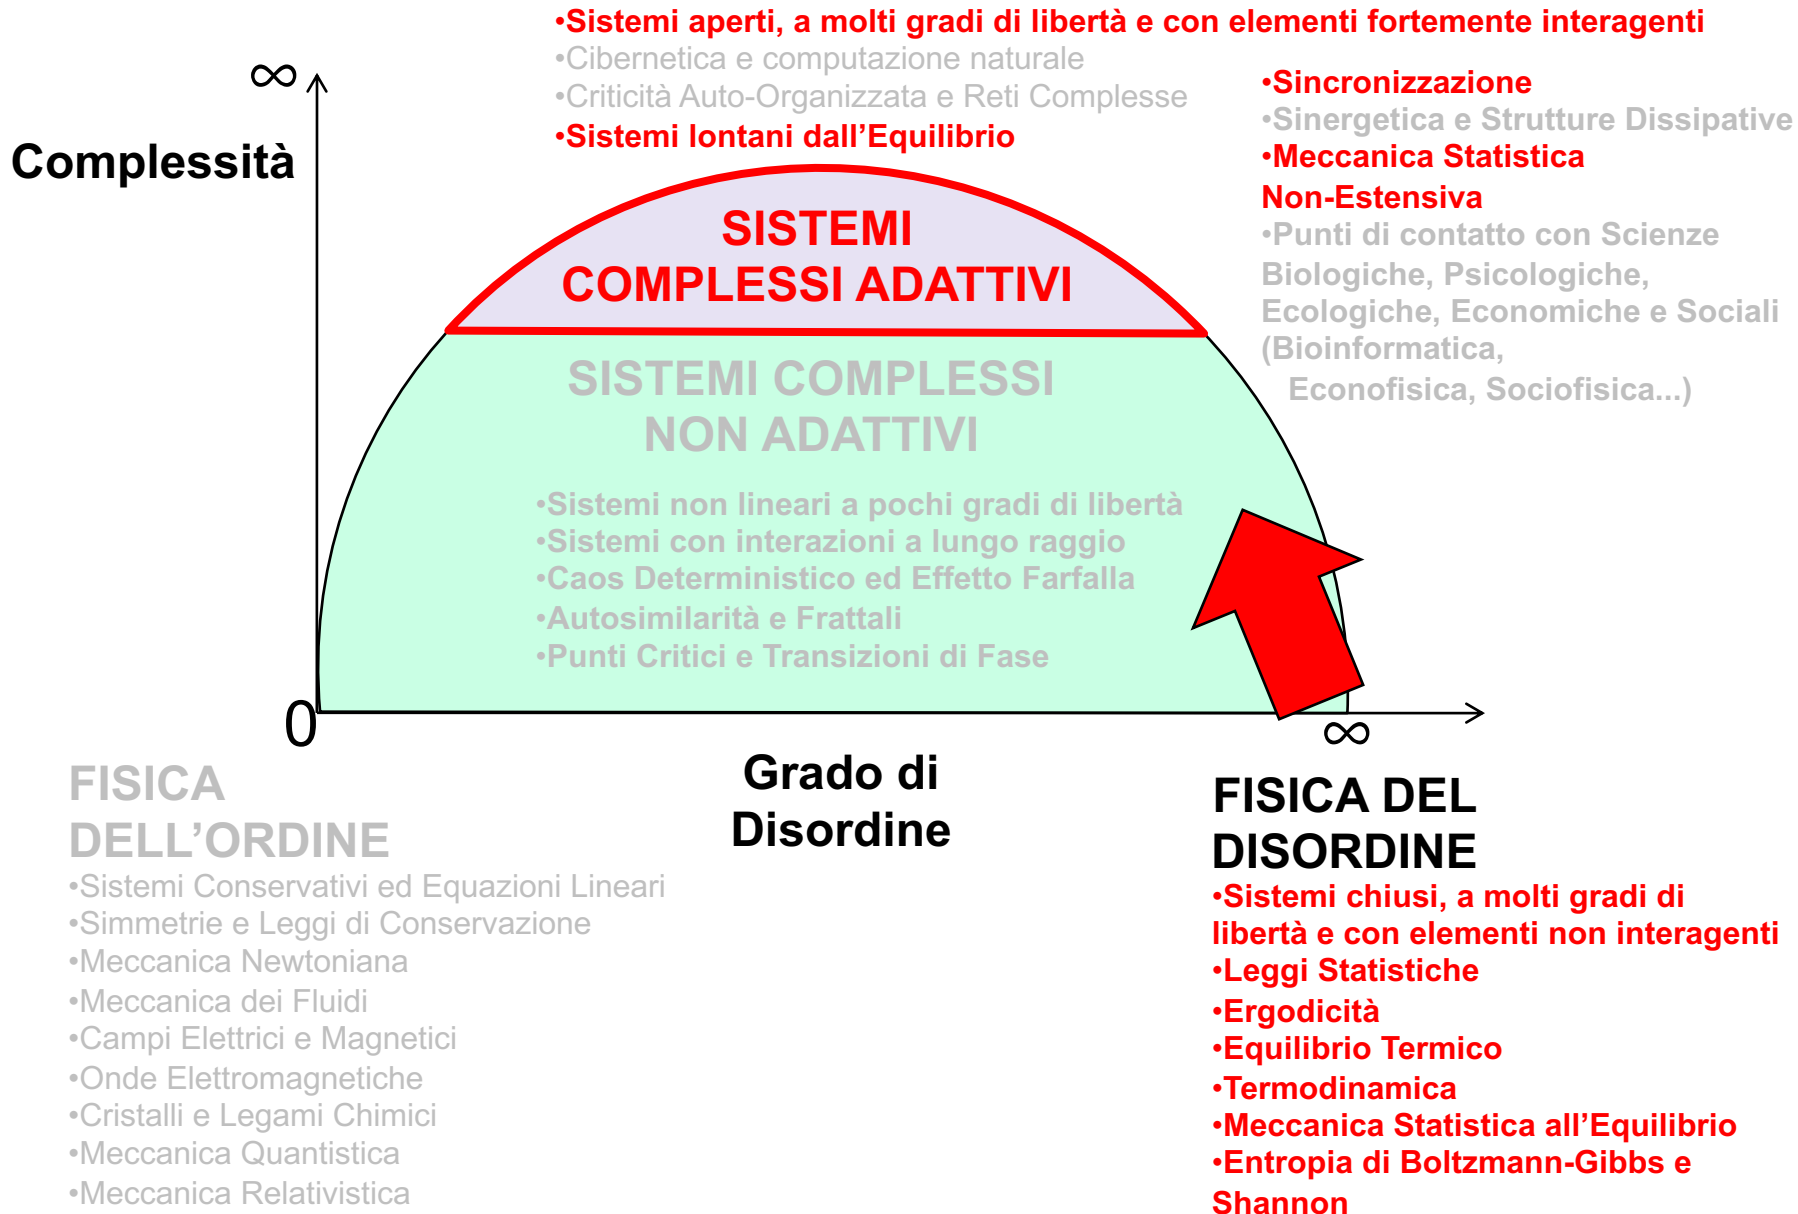 •Sistemi aperti, a molti gradi di libertà e con elementi fortemente interagenti
•Cibernetica e computazione naturale
•Criticità Auto-Organizzata e Reti Complesse
•Sistemi lontani dall’Equilibrio
•Sincronizzazione
•Sinergetica e Strutture Dissipative
•Meccanica Statistica
Non-Estensiva
•Punti di contatto con Scienze
Biologiche, Psicologiche,
Ecologiche, Economiche e Sociali
(Bioinformatica,
Econofisica, Sociofisica...)
∞
Complessità
SISTEMI
COMPLESSI ADATTIVI
SISTEMI COMPLESSI
NON ADATTIVI
•Sistemi non lineari a pochi gradi di libertà
•Sistemi con interazioni a lungo raggio
•Caos Deterministico ed Effetto Farfalla
•Autosimilarità e Frattali
•Punti Critici e Transizioni di Fase
0
∞
Grado di
Disordine
FISICA
DELL’ORDINE
•Sistemi Conservativi ed Equazioni Lineari
•Simmetrie e Leggi di Conservazione
•Meccanica Newtoniana
•Meccanica dei Fluidi
•Campi Elettrici e Magnetici
•Onde Elettromagnetiche
•Cristalli e Legami Chimici
•Meccanica Quantistica
•Meccanica Relativistica
FISICA DEL
DISORDINE
•Sistemi chiusi, a molti gradi di
libertà e con elementi non interagenti
•Leggi Statistiche
•Ergodicità
•Equilibrio Termico
•Termodinamica
•Meccanica Statistica all’Equilibrio
•Entropia di Boltzmann-Gibbs e
Shannon